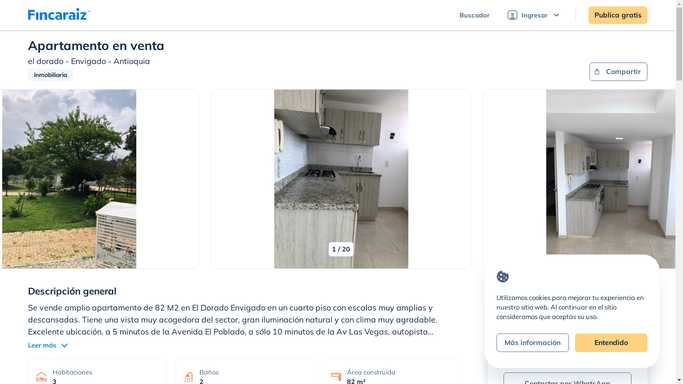 Fincaraiz
Buscador
Ingresar
Publica gratis
Apartamento en venta
el dorado - Envigado - Antioquia
Inmobiliaria
Compartir
1 / 20
Descripción general
Se vende amplio apartamento de 82 M2 en El Dorado Envigado en un cuarto piso con escalas muy amplias y
descansadas. Tiene una vista muy acogedora del sector, gran iluminación natural y con clima muy agradable.
Excelente ubicación, a 5 minutos de la Avenida El Poblado, a sólo 10 minutos de la Av Las Vegas, autopista...
Leer más
Habitaciones
3
Baños
2
Área construida
82 m²
Utilizamos cookies para mejorar tu experiencia en
nuestro sitio web. Al continuar en el sitio
consideramos que aceptas su uso.
Más información
Entendido
Contactar por WhatsApp